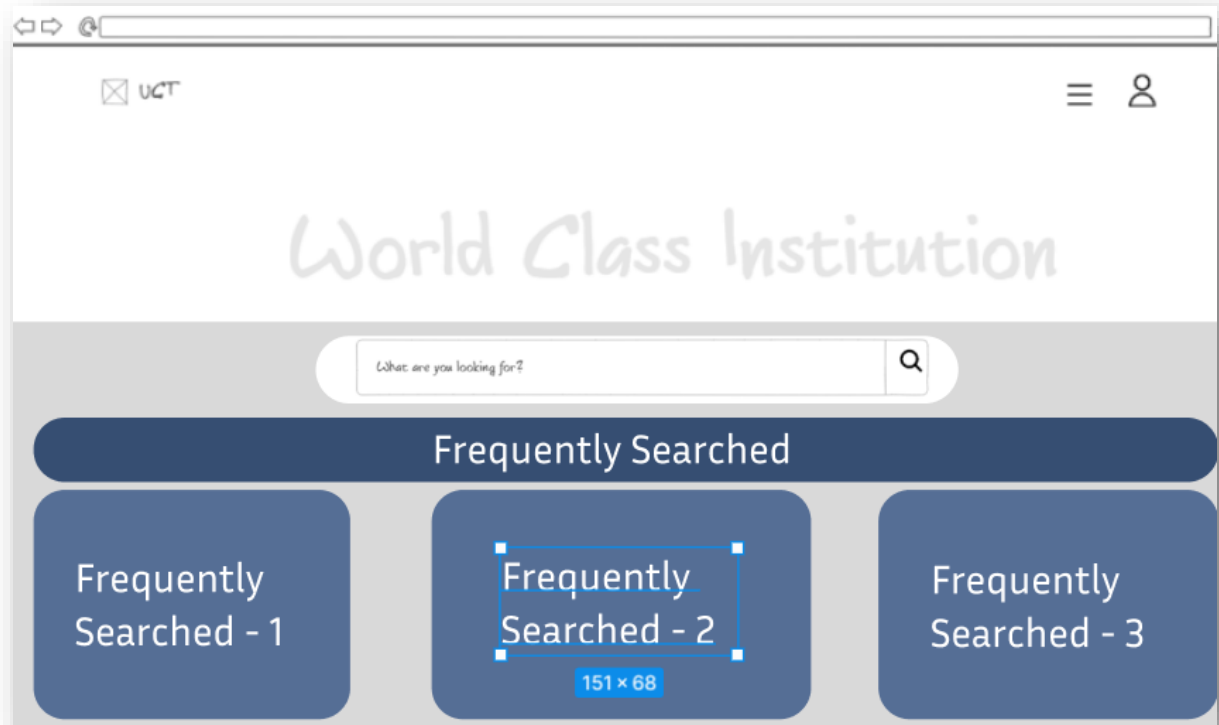 UCT
World Class Institution
What are you looking for?
Frequently Searched
Frequently
Searched - 1
Frequently
Searched - 2
151 × 68
Frequently
Searched - 3